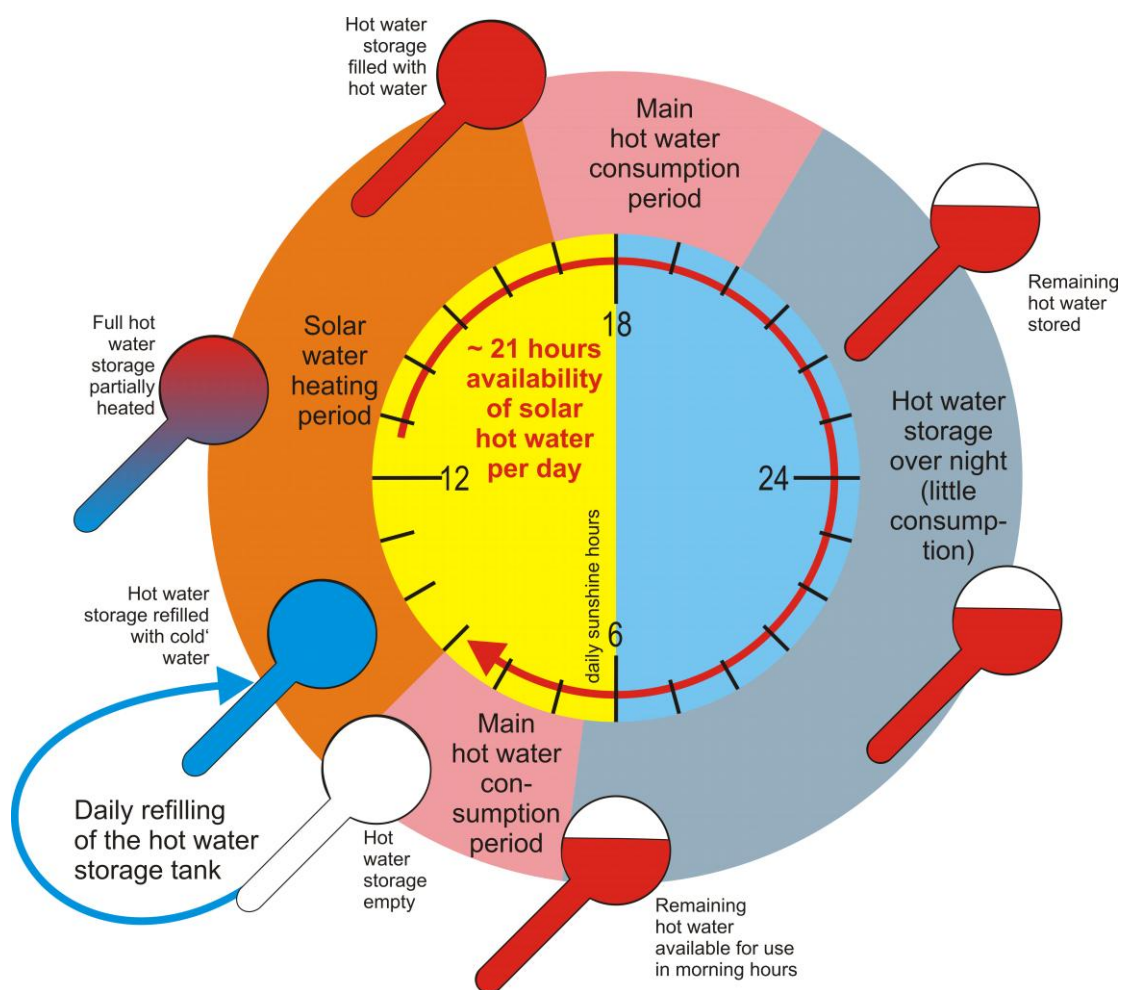 Hot water
storage
filled with
hot water
Main
hot water
consumption
period
Remaining
hot water
stored
Full hot
water
storage
partially
heated
Solar
water
heating
period
18
~ 21 hours
availability
of solar
hot water
per day
12
24
6
daily sunshine hours
Hot water
storage
over night
(little
consump-
tion)
Hot water
storage refilled
with cold‘
water
Main
hot water
con-
sumption
period
Daily refilling
of the hot water
storage tank
Hot
water
storage
empty
Remaining
hot water
available for use
in morning hours